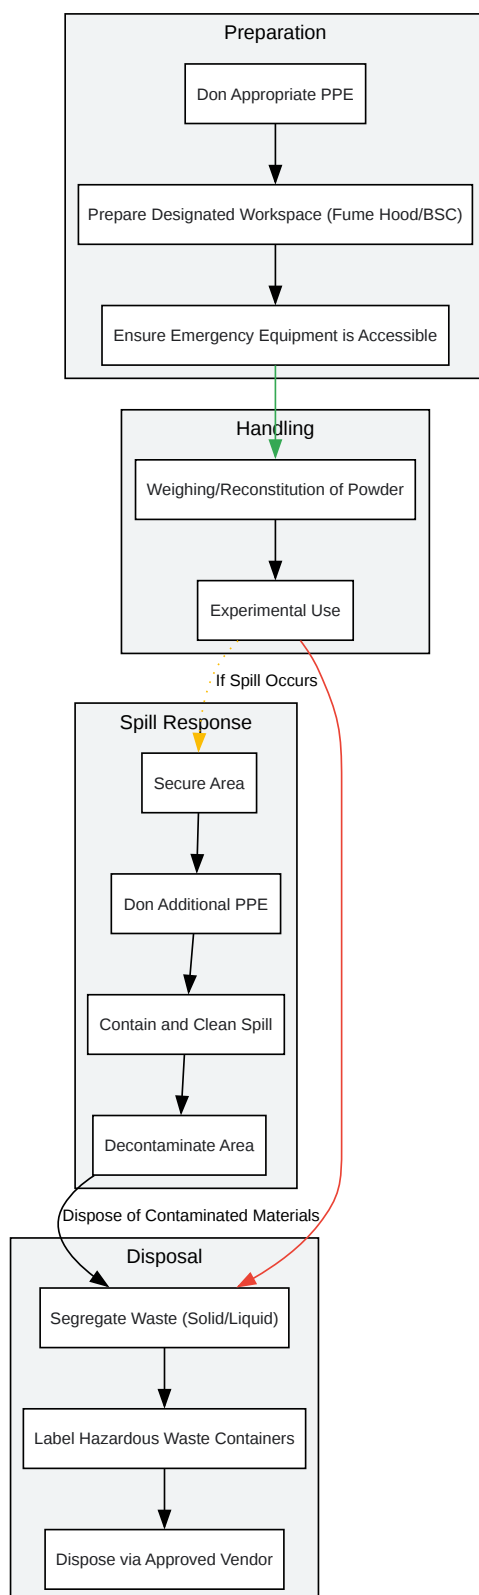 Preparation
Don Appropriate PPE
Prepare Designated Workspace (Fume Hood/BSC)
Ensure Emergency Equipment is Accessible
Handling
Weighing/Reconstitution of Powder
Experimental Use
If Spill Occurs
Spill Response
Secure Area
Don Additional PPE
Contain and Clean Spill
Decontaminate Area
Dispose of Contaminated Materials
Disposal
Segregate Waste (Solid/Liquid)
Label Hazardous Waste Containers
Dispose via Approved Vendor